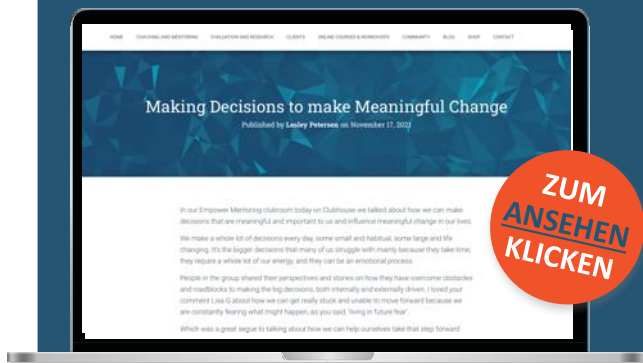 HOME COACHING AND MENTORING EVALUATION AND RESEARCH CLIENTS ONLINE COURSES & WORKSHOPS COMMUNITY BLOG SHOP CONTACT
Making Decisions to make Meaningful Change
Published by Lesley Petersen on November 17, 2021
In our Empower Mentoring clubroom today on Clubhouse we talked about how we can make
decisions that are meaningful and important to us and influence meaningful change in our lives.
We make a whole lot of decisions every day, some small and habitual, some large and life
changing. It's the bigger decisions that many of us struggle with mainly because they take time,
they require a whole lot of our energy, and they can be an emotional process.
People in the group shared their perspectives and stories on how they have overcome obstacles
and roadblocks to making the big decisions, both internally and externally driven. I loved your
comment Lisa G about how we can get really stuck and unable to move forward because we
are constantly fearing what might happen, as you said, 'living in future fear'.
Which was a great segue to talking about how we can help ourselves take that step forward
ZUM
ANSEHEN
KLICKEN